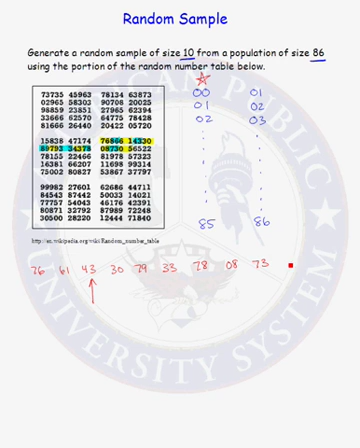 Random Sample
Generate a random sample of size 10 from a population of size 86
using the portion of the random number table below.
73735 45963 78134 63873
02965 58303 90708 20025
98859 23851 27965 62394
33666 62570 64775 78428
81666 26440 20422 05720
15838 47174 76866 14330
89793 34378 08730 56522
78155 22466 81978 57323
16381 66207 11698 99314
75002 80827 53867 37797
99982 27601 62686 44711
84543 87442 50033 14021
77757 54043 46176 42391
80871 32792 87989 72248
30500 28220 12444 71840
00 01
01 02
02 03
85 86
http://en.wikipedia.org/wiki/Random_number_table
76 61 43 30 79 33 78 08 73
UNIVERSITY SYSTEM